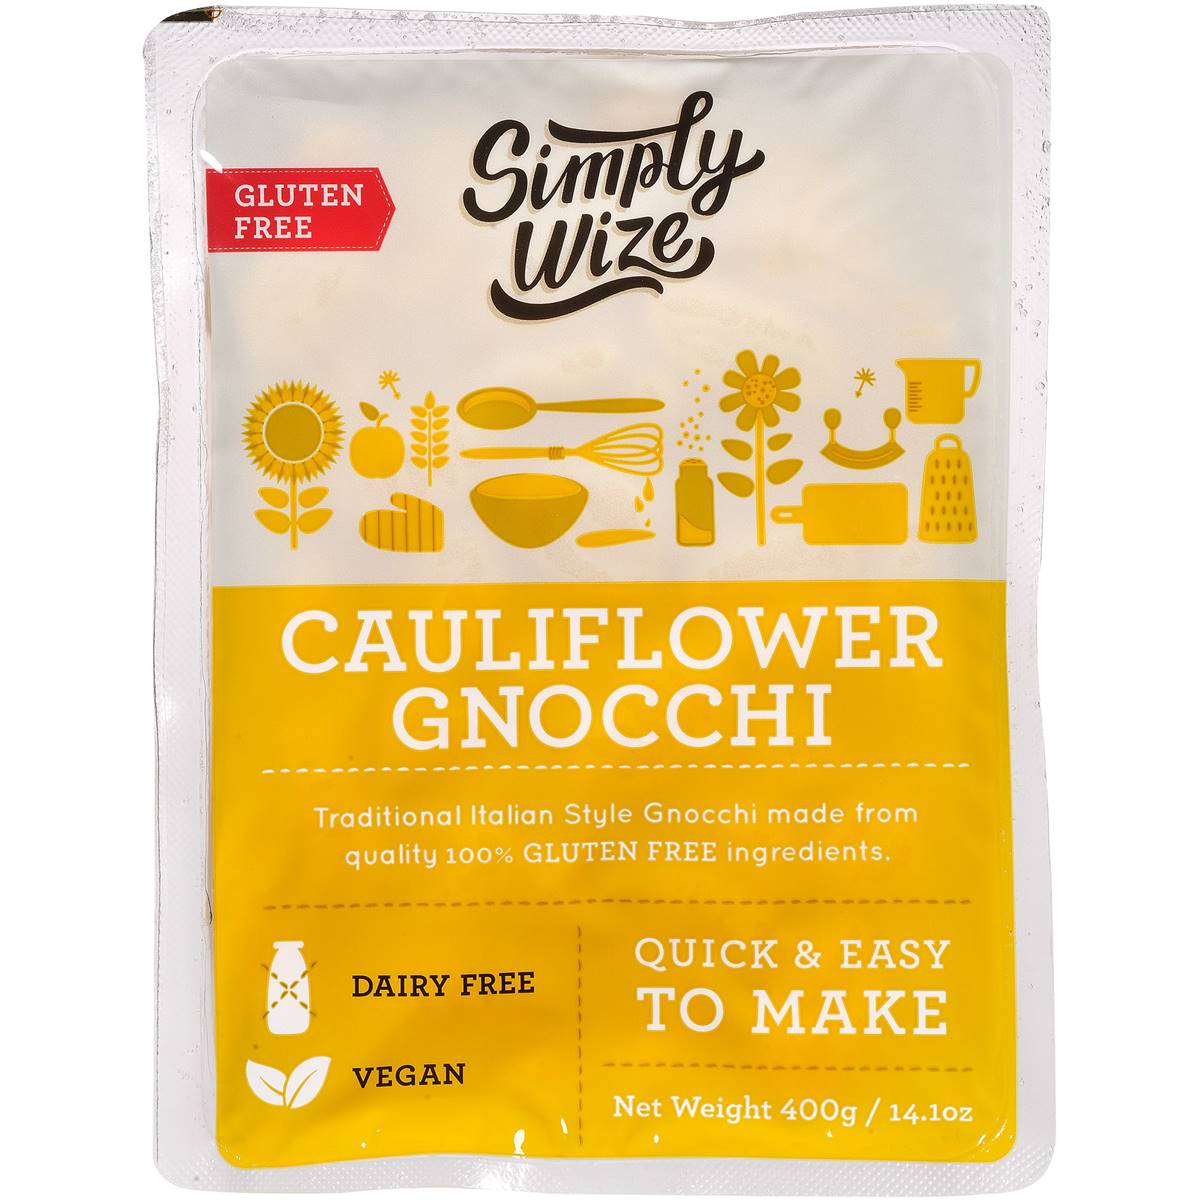 Simply
Wize
GLUTEN
FREE
CAULIFLOWER
GNOCCHI
Traditional Italian Style Gnocchi made from
quality 100% GLUTEN FREE ingredients.
DAIRY FREE
VEGAN
QUICK & EASY
TO MAKE
Net Weight 400g / 14.1oz